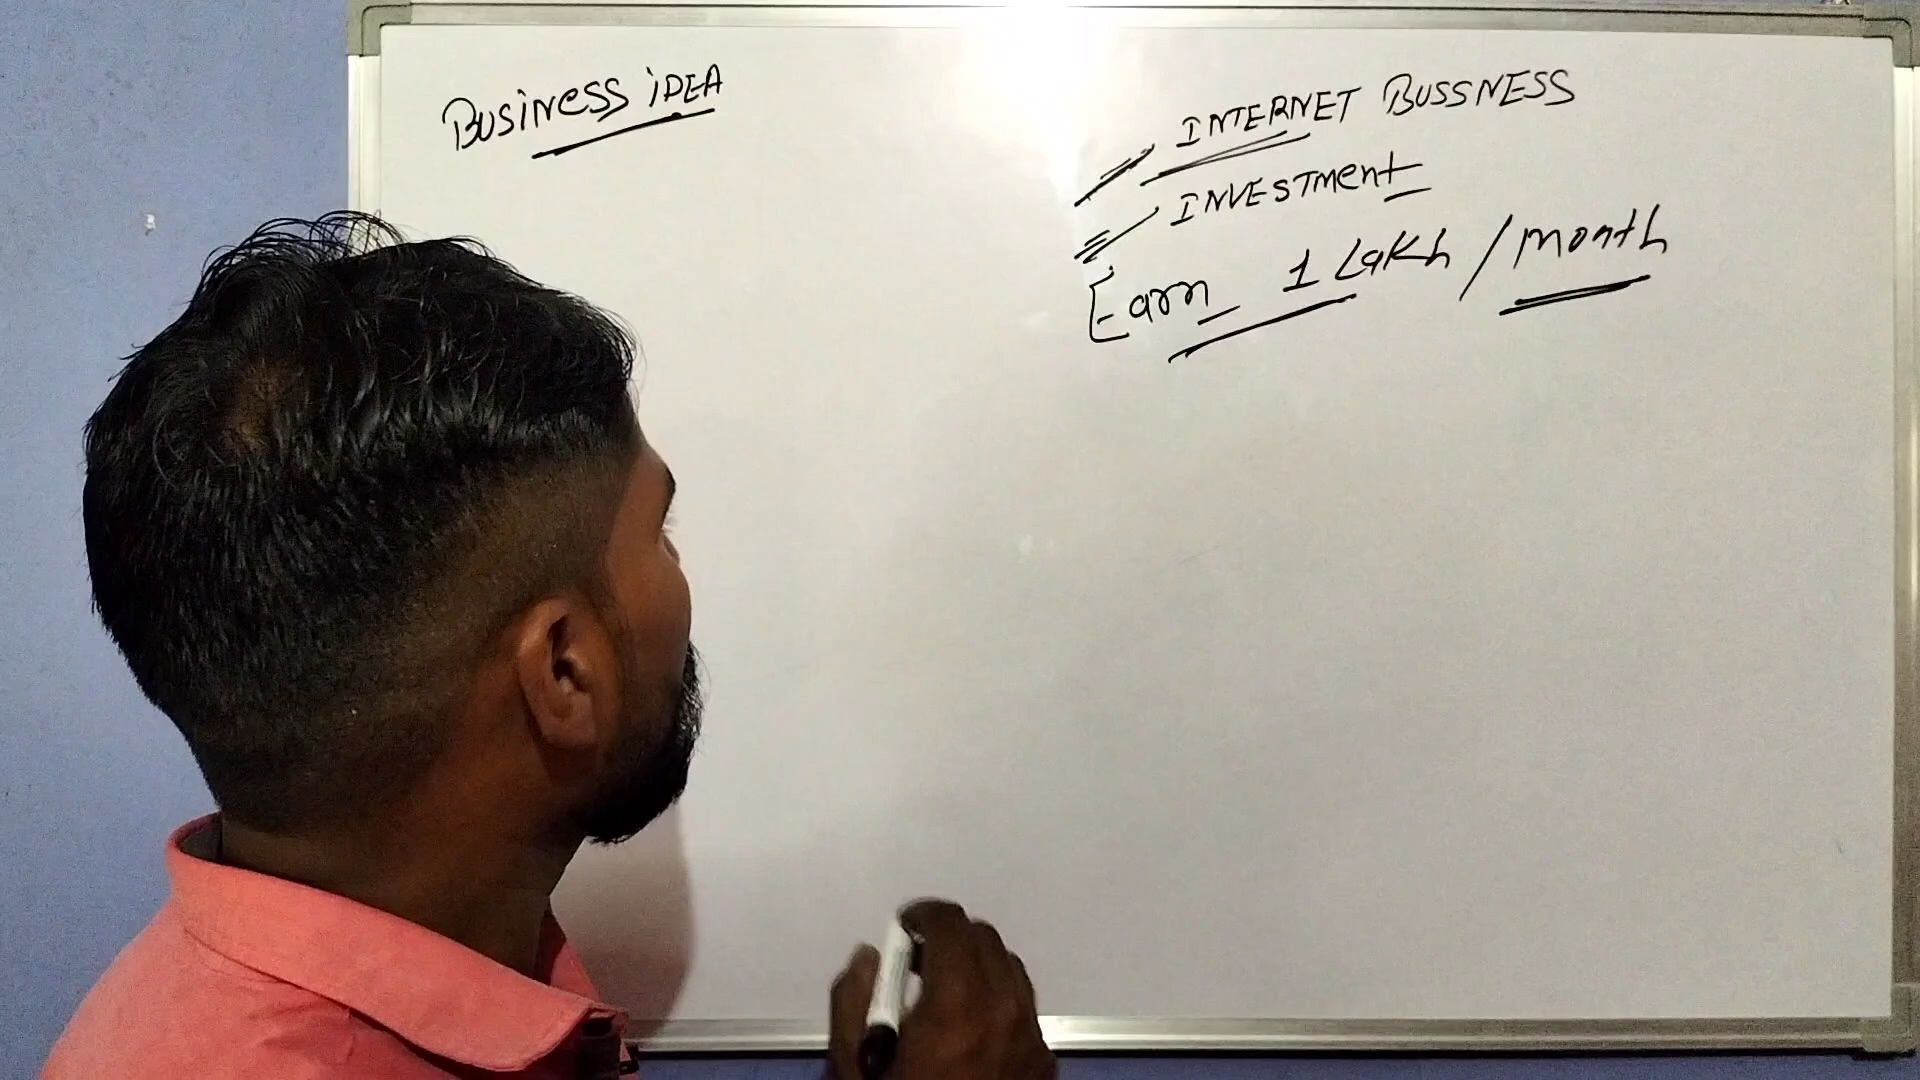 BUSiNeSS iDEA
INTERNET BUSSNESS
INVESTment
Earn 1 Lakh / month